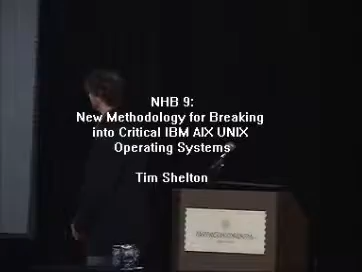 NHB 9:
New Methodology for Breaking
into Critical IBM AIX UNIX
Operating Systems
Tim Shelton